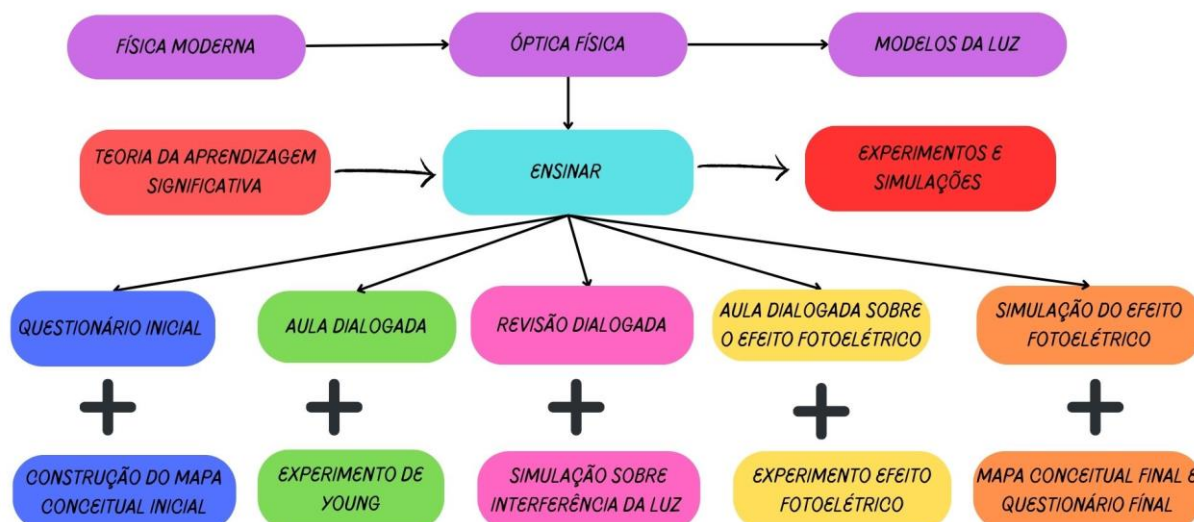 FÍSICA MODERNA
ÓPTICA FÍSICA
MODELOS DA LUZ
TEORIA DA APRENDIZAGEM
SIGNIFICATIVA
ENSINAR
EXPERIMENTOS E
SIMULAÇÕES
QUESTIONÁRIO INICIAL
AULA DIALOGADA
REVISÃO DIALOGADA
AULA DIALOGADA SOBRE
O EFEITO FOTOELÉTRICO
SIMULAÇÃO DO EFEITO
FOTOELÉTRICO
CONSTRUÇÃO DO MAPA
CONCEITUAL INICIAL
EXPERIMENTO DE
YOUNG
SIMULAÇÃO SOBRE
INTERFERÊNCIA DA LUZ
EXPERIMENTO EFEITO
FOTOELÉTRICO
MAPA CONCEITUAL FINAL E
QUESTIONÁRIO FÍNAL